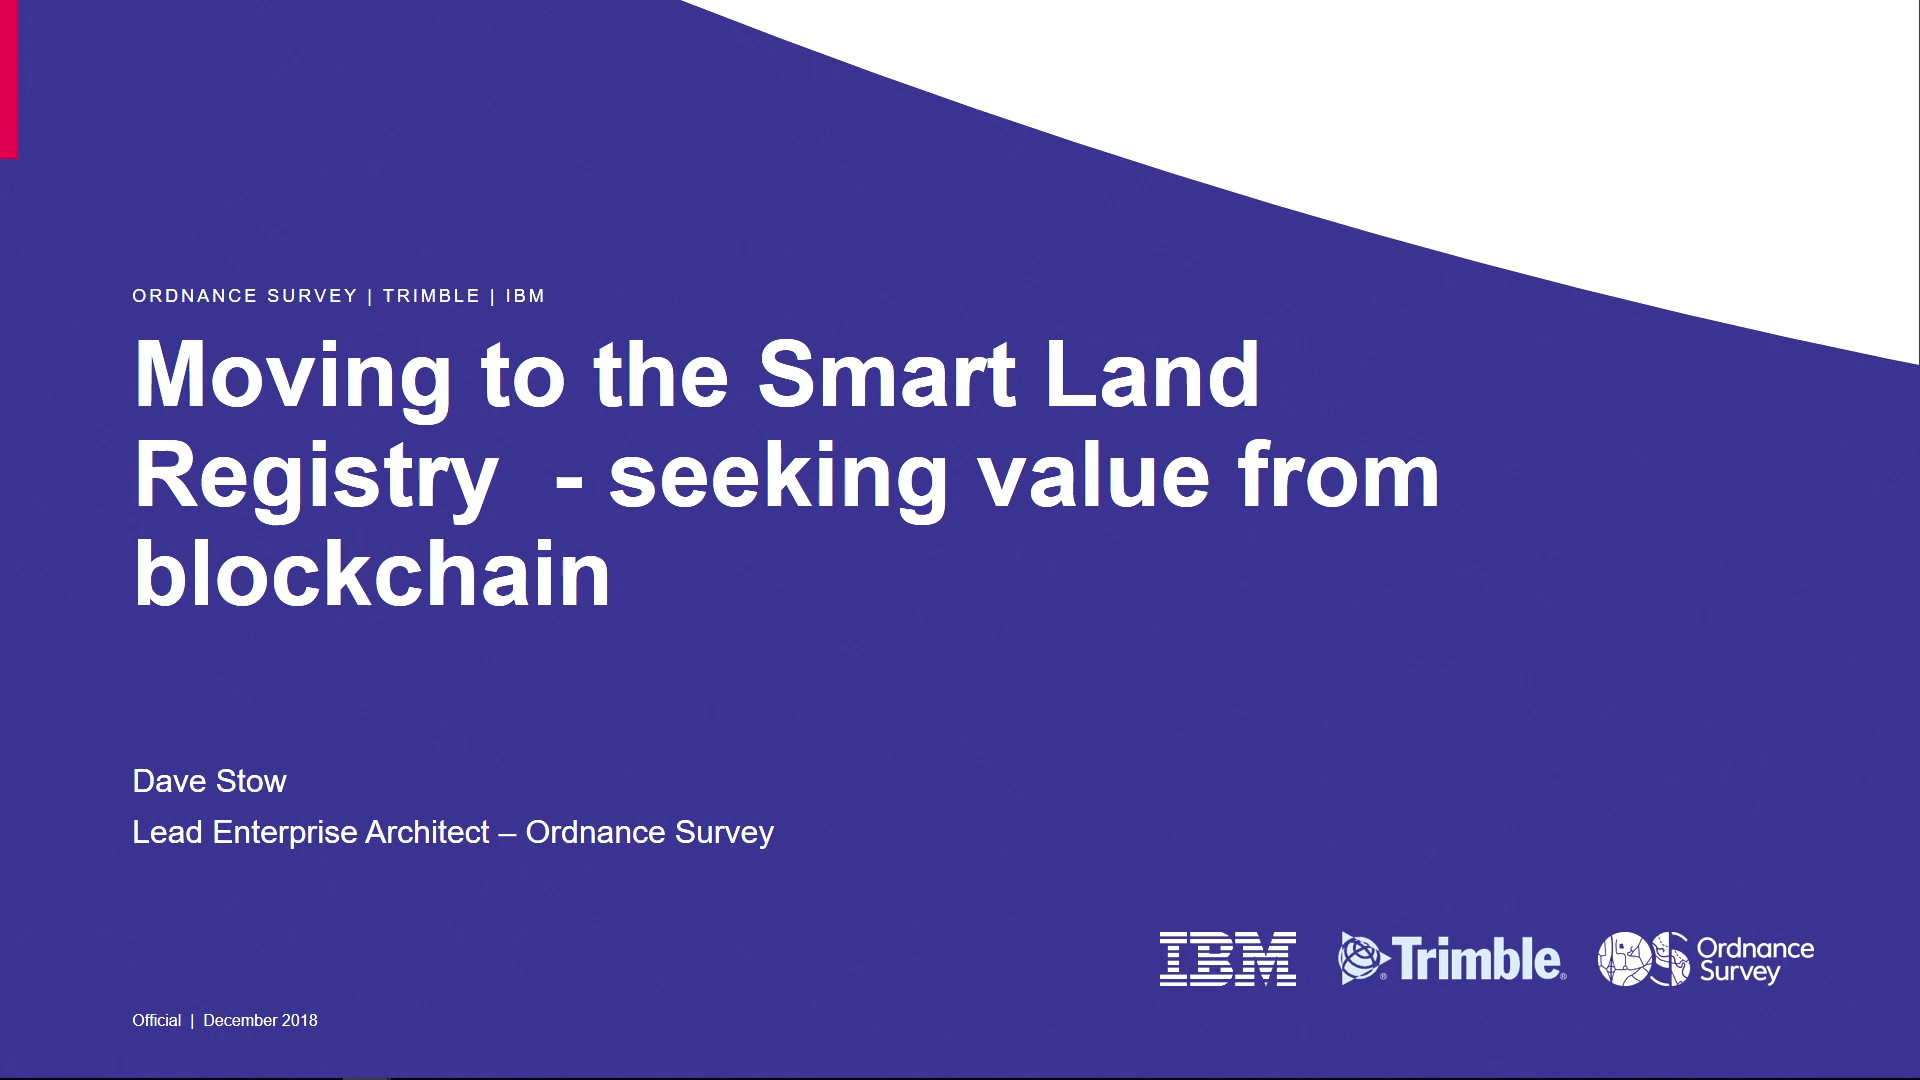 ORDNANCE SURVEY | TRIMBLE | IBM
Moving to the Smart Land
Registry  - seeking value from
blockchain
Dave Stow
Lead Enterprise Architect – Ordnance Survey
IBM
Trimble®
OS
Ordnance
Survey
Official | December 2018